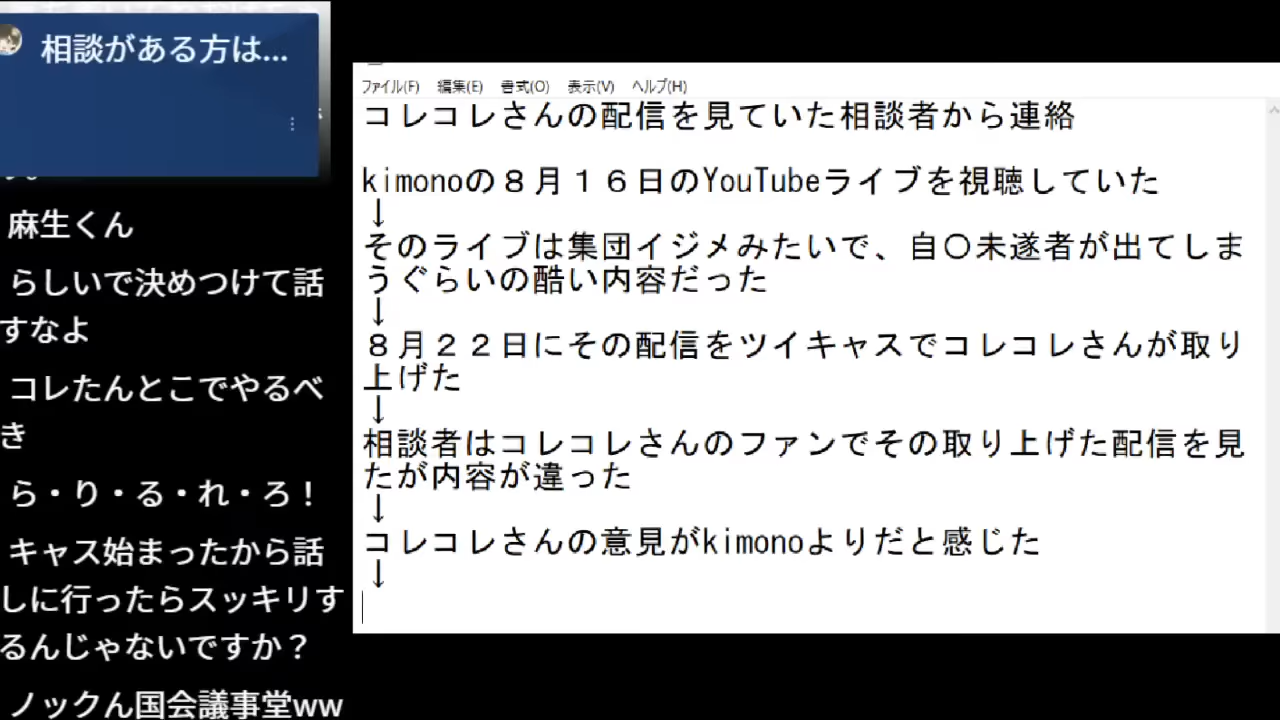 相談がある方は...
麻生くん
らしいで決めつけて話
すなよ
コレたんとこでやるべ
き
ら・り・る・れ・ろ！
キャス始まったから話
しに行ったらスッキリす
るんじゃないですか？
ノックん国会議事堂ww
ファイル(F) 編集(E) 書式(O) 表示(V) ヘルプ(H)
コレコレさんの配信を見ていた相談者から連絡
kimonoの８月１６日のYouTubeライブを視聴していた
↓
そのライブは集団イジメみたいで、自〇未遂者が出てしま
うぐらいの酷い内容だった
↓
８月２２日にその配信をツイキャスでコレコレさんが取り
上げた
↓
相談者はコレコレさんのファンでその取り上げた配信を見
たが内容が違った
↓
コレコレさんの意見がkimonoよりだと感じた
↓